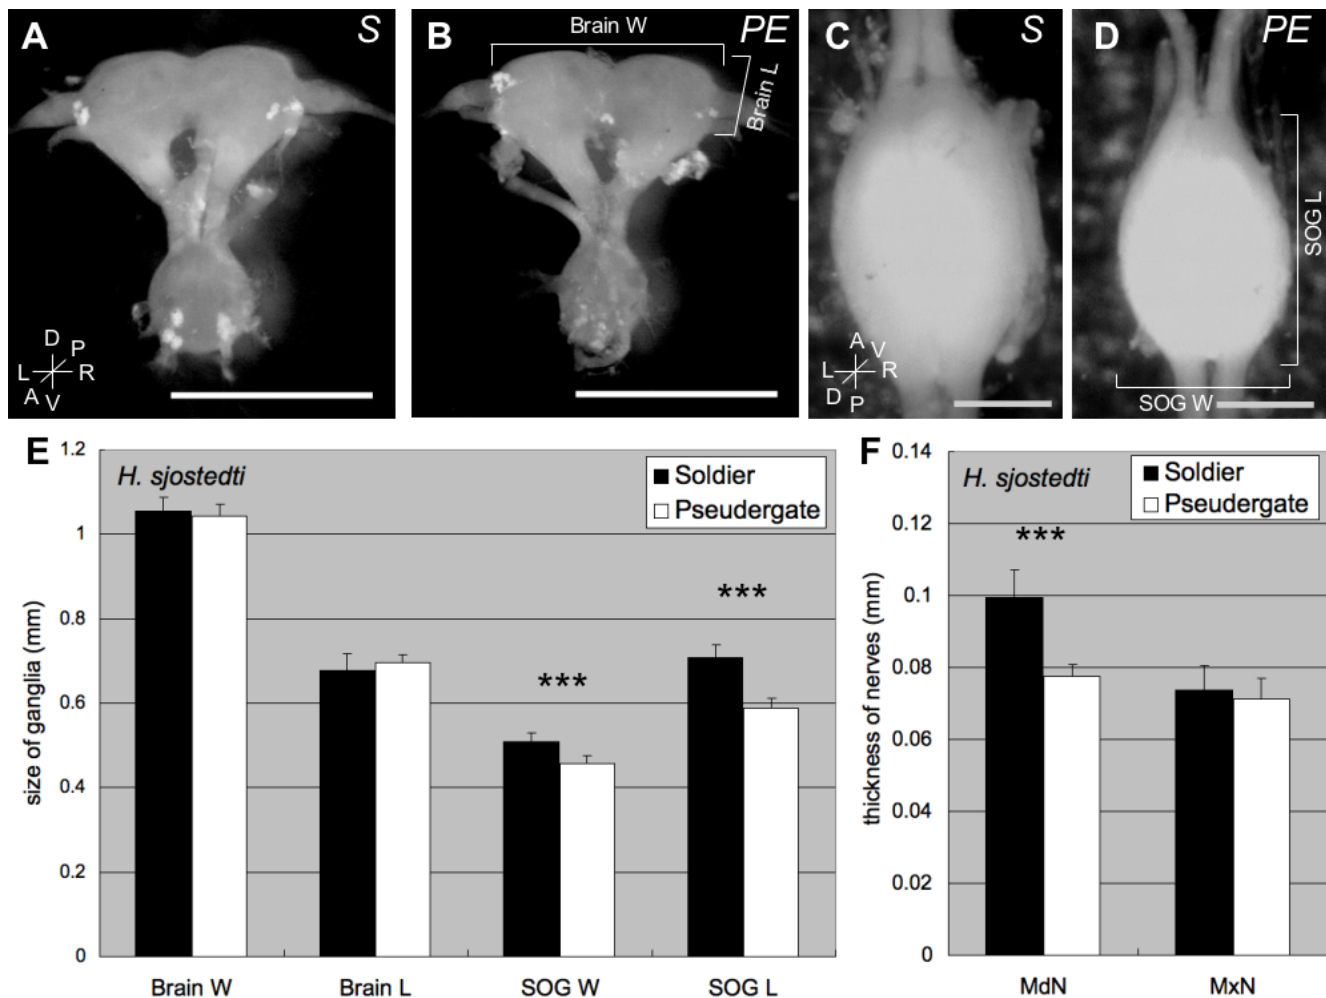 A
S
B
PE
Brain W
Brain L
C
S
D
PE
SOG L
SOG W
D
P
L
R
A
V
A
V
L
R
D
P
E
H. sjostedti
Soldier
Pseudergate
size of ganglia (mm)
1.2
1
0.8
0.6
0.4
0.2
0
***
***
Brain W
Brain L
SOG W
SOG L
F
H. sjostedti
Soldier
Pseudergate
thickness of nerves (mm)
0.14
0.12
0.1
0.08
0.06
0.04
0.02
0
***
MdN
MxN